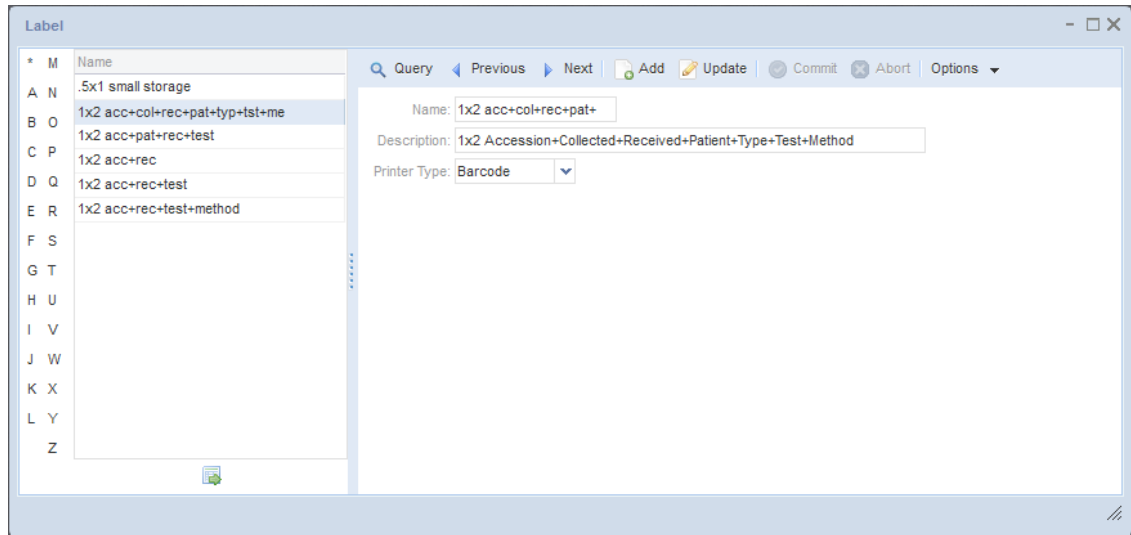 Label
* M
A N
B O
C P
D Q
E R
F S
G T
H U
I V
J W
K X
L Y
Z
Name
.5x1 small storage
1x2 acc+col+rec+pat+typ+tst+me
1x2 acc+pat+rec+test
1x2 acc+rec
1x2 acc+rec+test
1x2 acc+rec+test+method
Query Previous Next Add Update Commit Abort Options
Name: 1x2 acc+col+rec+pat+
Description: 1x2 Accession+Collected+Received+Patient+Type+Test+Method
Printer Type: Barcode